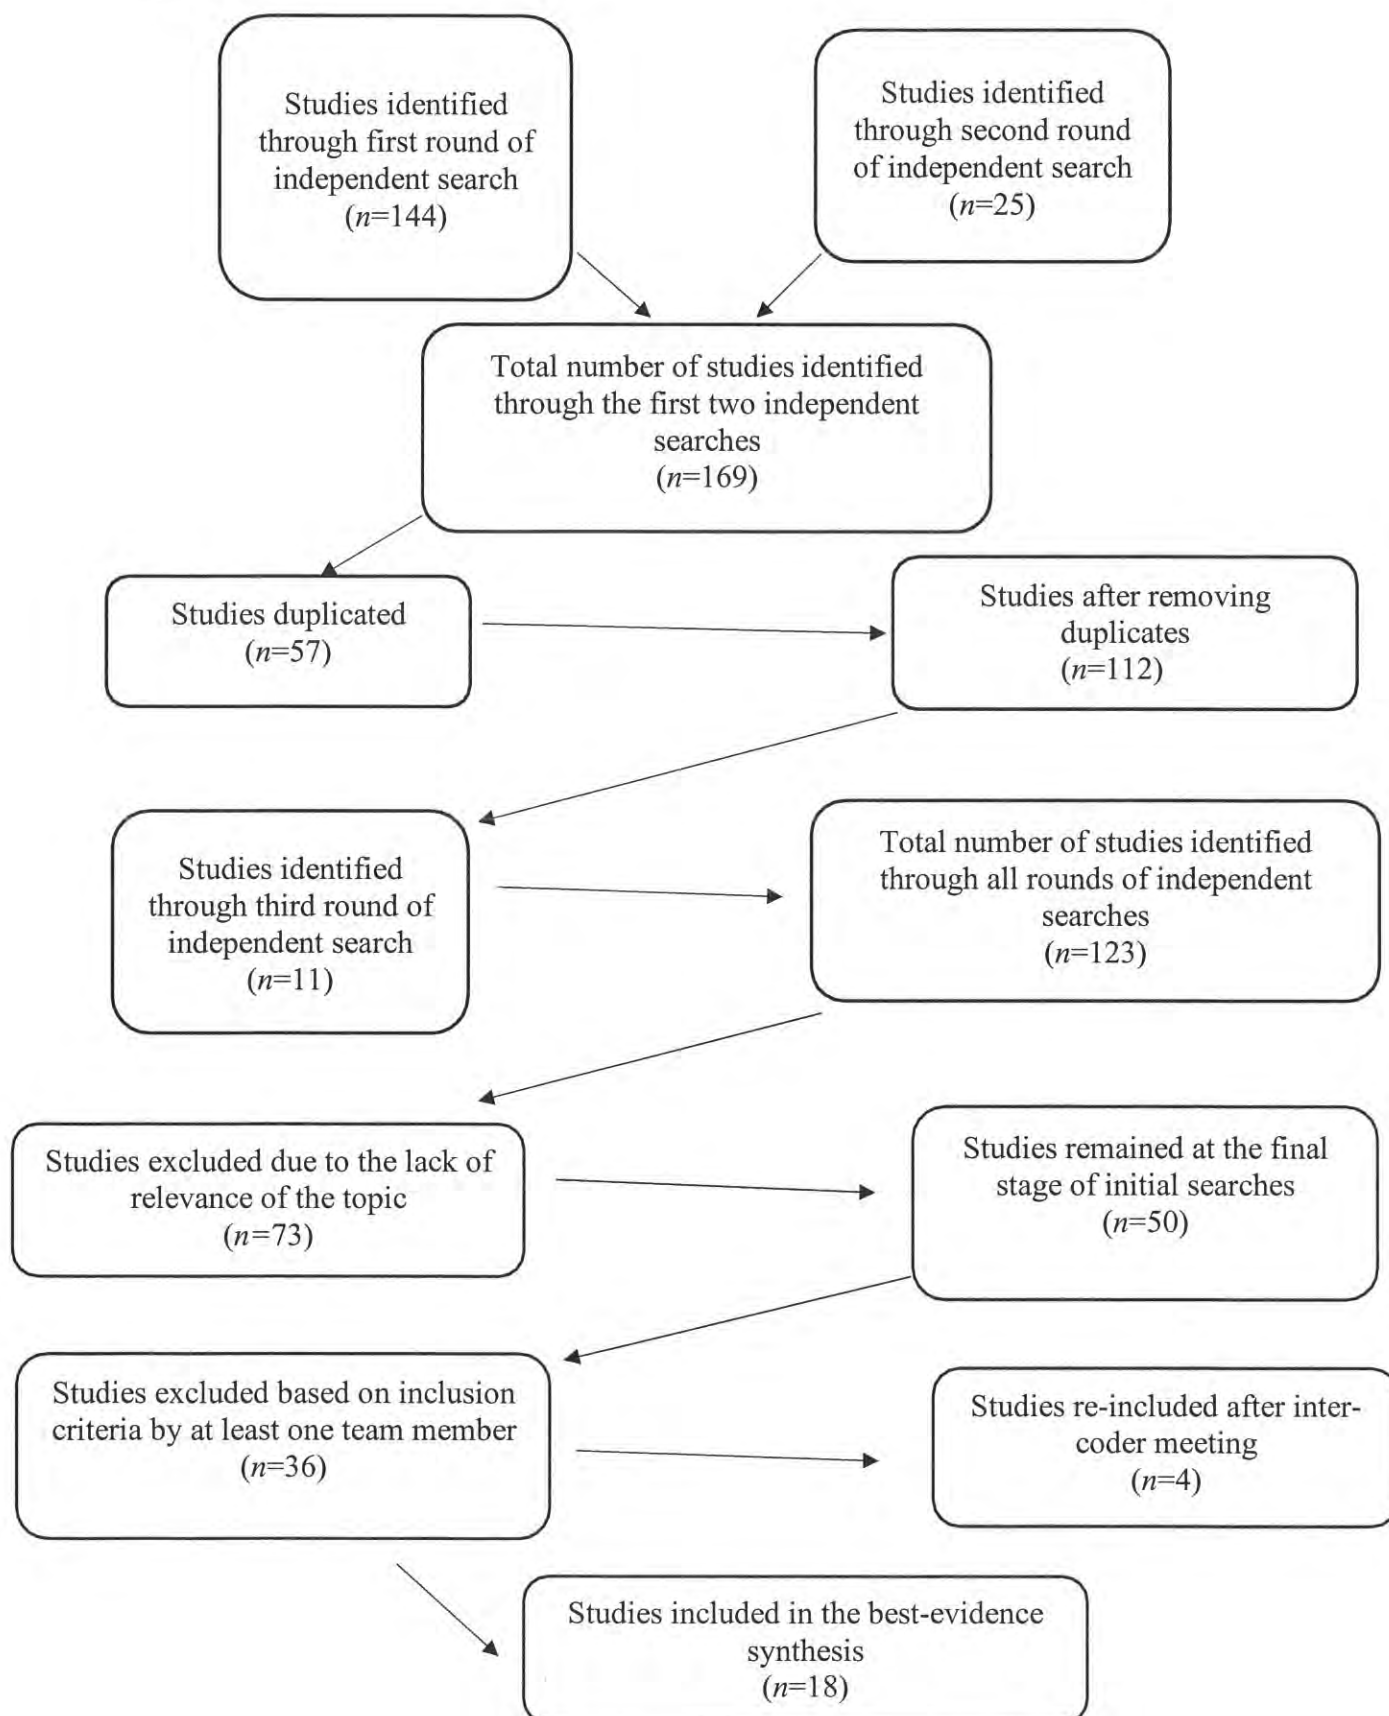 Studies identified
through first round of
independent search
(n=144)
Studies identified
through second round
of independent search
(n=25)
Total number of studies identified
through the first two independent
searches
(n=169)
Studies duplicated
(n=57)
Studies after removing
duplicates
(n=112)
Studies identified
through third round of
independent search
(n=11)
Total number of studies identified
through all rounds of independent
searches
(n=123)
Studies excluded due to the lack of
relevance of the topic
(n=73)
Studies remained at the final
stage of initial searches
(n=50)
Studies excluded based on inclusion
criteria by at least one team member
(n=36)
Studies re-included after inter-
coder meeting
(n=4)
Studies included in the best-evidence
synthesis
(n=18)